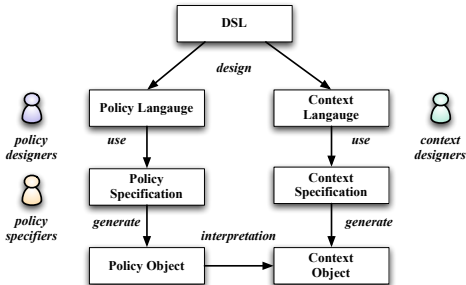 DSL
design
Policy Langauge
Context
Langauge
policy
designers
use
use
context
designers
Policy
Specification
Context
Specification
policy
specifiers
generate
interpretation
generate
Policy Object
Context
Object